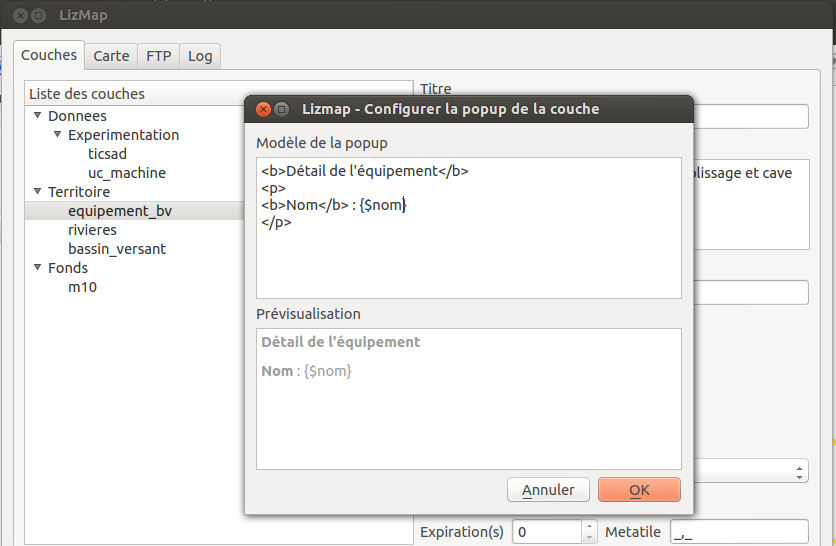 LizMap
Couches
Carte
FTP
Log
Liste des couches
Titre
Donnees
Experimentation
ticsad
uc_machine
Territoire
equipement_bv
rivieres
bassin_versant
Fonds
m10
Lizmap - Configurer la popup de la couche
Modèle de la popup
<b>Détail de l'équipement</b>
<p>
<b>Nom</b> : {$nom}
</p>
Prévisualisation
Détail de l'équipement
Nom : {$nom}
Annuler
OK
et cave
Expiration(s)
0
Metatile
_,_